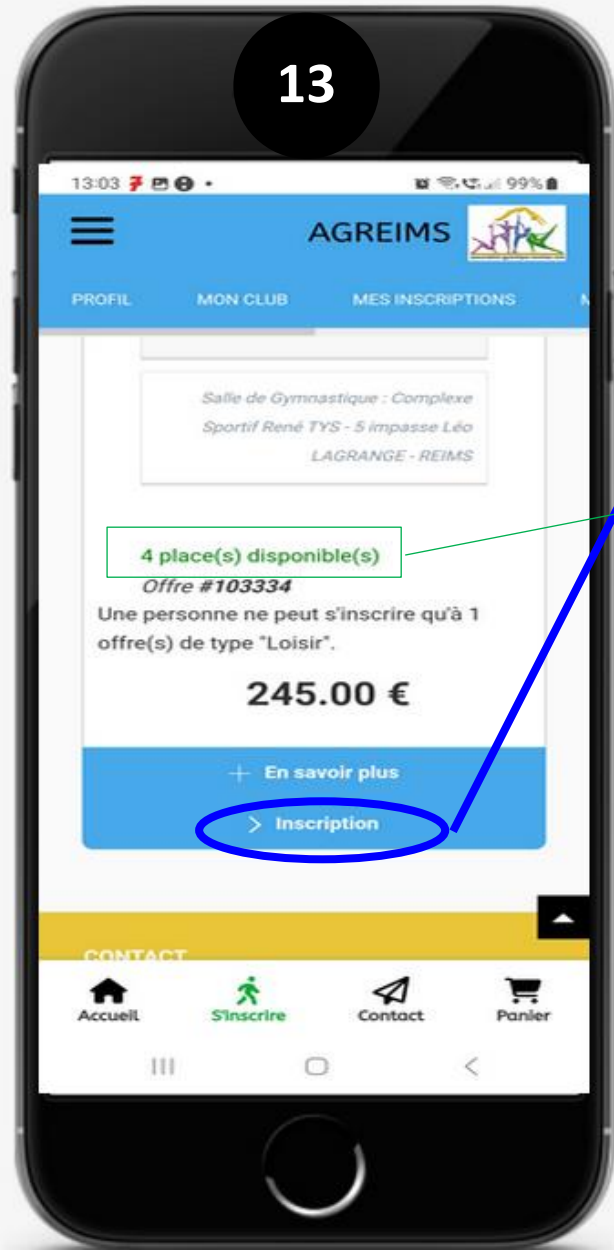 13
13:03
99%
AGREIMS
PROFIL MON CLUB MES INSCRIPTIONS M
Salle de Gymnastique : Complexe
Sportif René TYS - 5 impasse Léo
LAGRANGE - REIMS
4 place(s) disponible(s)
Offre #103334
Une personne ne peut s'inscrire qu'à 1
offre(s) de type "Loisir".
245.00 €
+ En savoir plus
> Inscription
CONTACT
Accueil S'inscrire Contact Panier